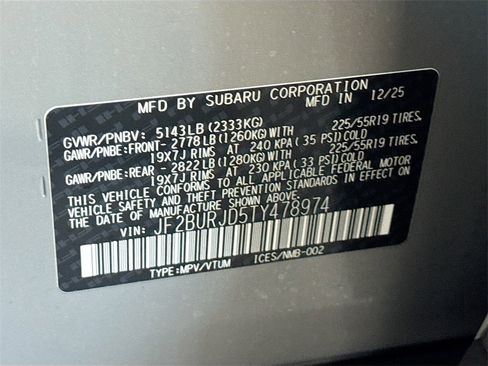 MFD BY SUBARU CORPORATION MFD IN 12/25
GVWR/PNBV: 5143LB(2333KG)
GAWR/PNBE:FRONT- 2778LB(1260KG)WITH 225/55R19 TIRES.
19X7J RIMS AT 240 KPA( 35 PSI)COLD
GAWR/PNBE:REAR - 2822LB(1280KG)WITH 225/55R19 TIRES.
19X7J RIMS AT 230 KPA( 33 PSI)COLD
THIS VEHICLE CONFORMS TO ALL APPLICABLE FEDERAL MOTOR
VEHICLE SAFETY AND THEFT PREVENTION STANDARDS IN EFFECT
ON THE DATE OF MANUFACTURE SHOWN ABOVE.
VIN: JF2BURJD5TY478974
TYPE:MPV/VTUM ICES/NMB-002